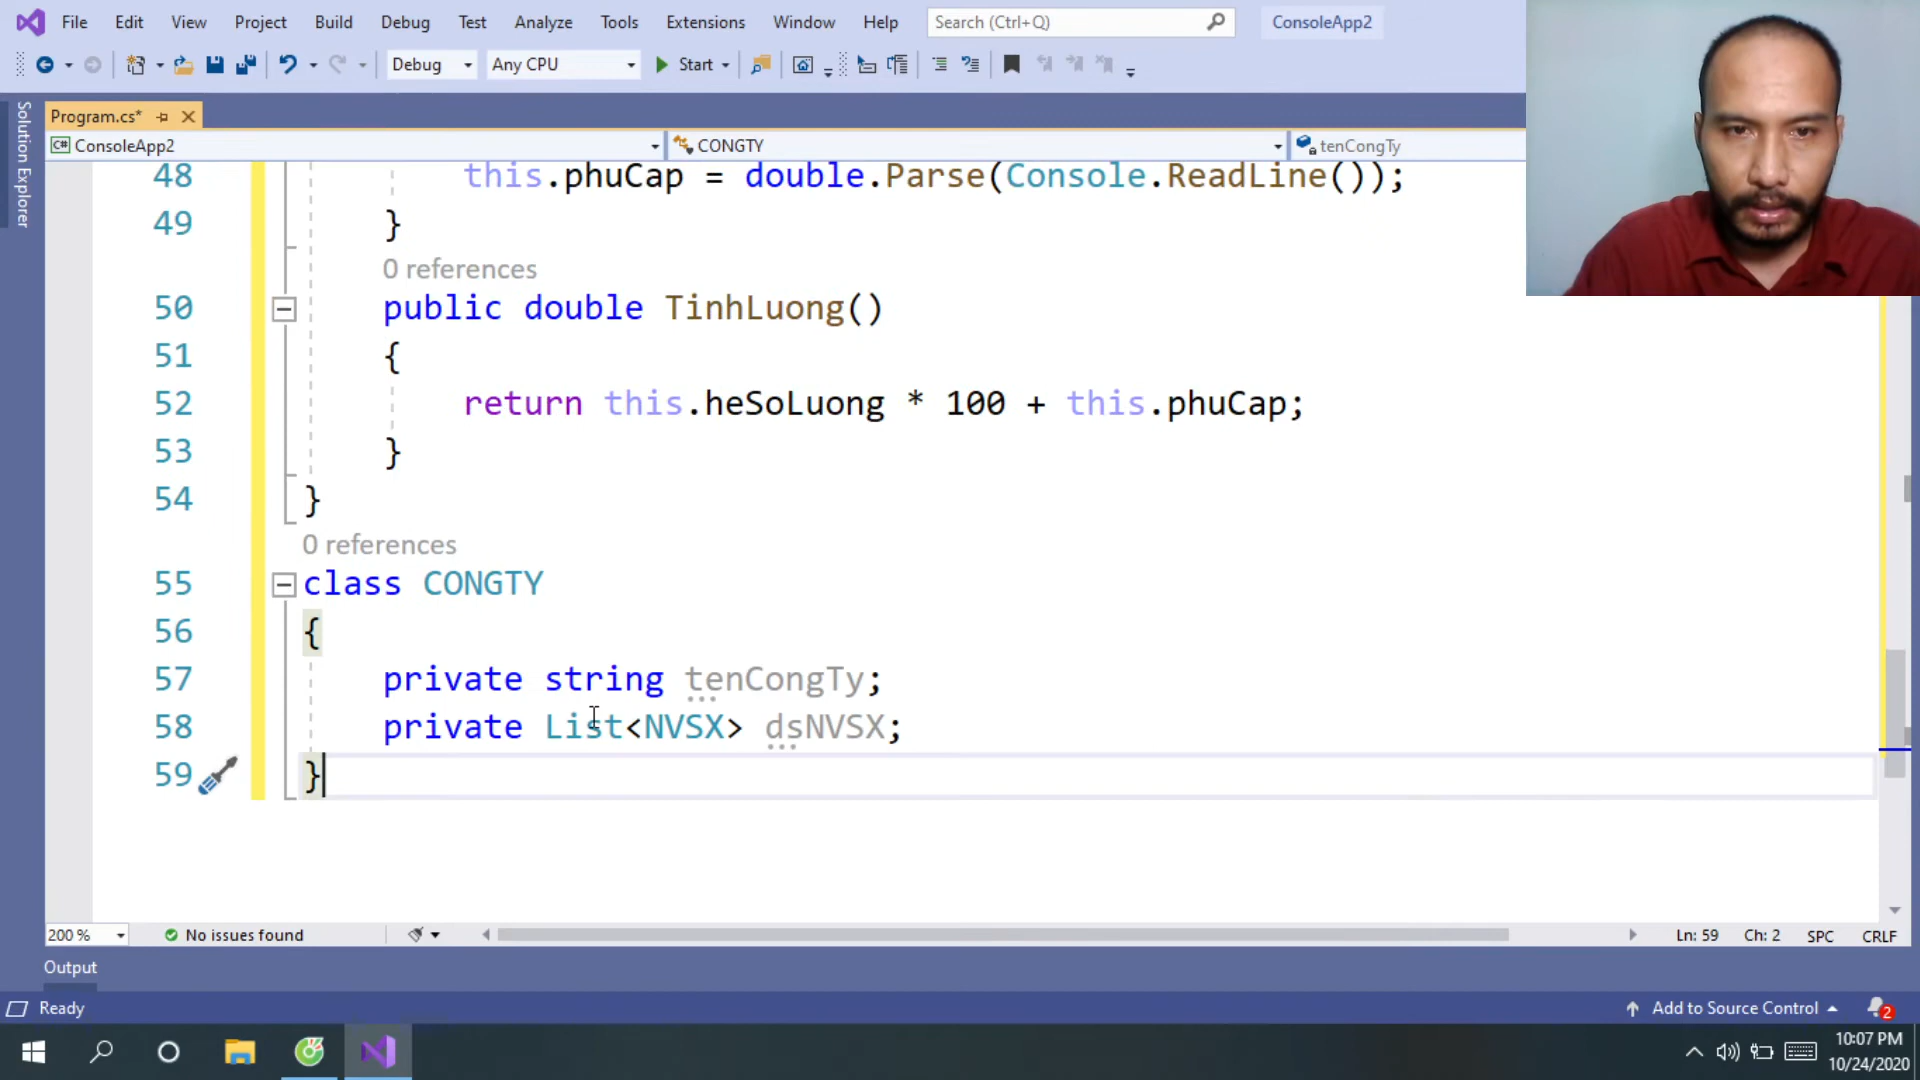 File Edit View Project Build Debug Test Analyze Tools Extensions Window Help Search (Ctrl+Q) ConsoleApp2
Debug Any CPU Start
Solution Explorer
Program.cs*
C# ConsoleApp2 CONGTY tenCongTy
48 this.phuCap = double.Parse(Console.ReadLine());
49 }
0 references
50 public double TinhLuong()
51 {
52 return this.heSoLuong * 100 + this.phuCap;
53 }
54 }
0 references
55 class CONGTY
56 {
57 private string tenCongTy;
58 private List<NVSX> dsNVSX;
59 }
200 % No issues found Ln: 59 Ch: 2 SPC CRLF
Output
Ready Add to Source Control 2
10:07 PM
10/24/2020